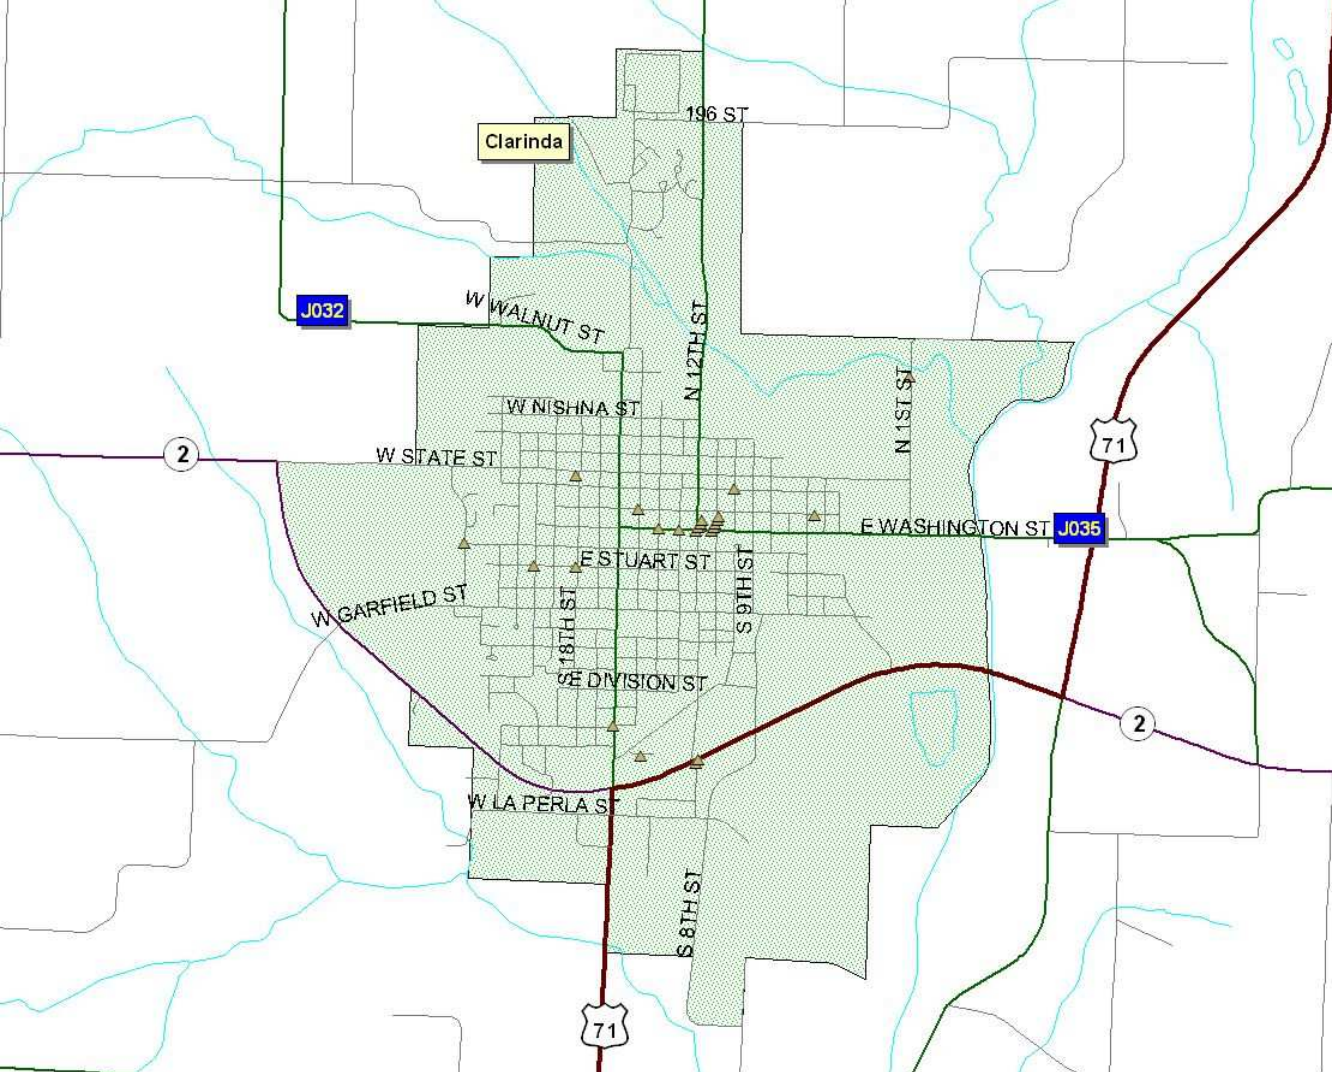 196 ST
Clarinda
J032
W WALNUT ST
N 12TH ST
N 1ST ST
W NISHNA ST
71
2
W STATE ST
E WASHINGTON ST
J035
E STUART ST
S 9TH ST
W GARFIELD ST
S 18TH ST
E DIVISION ST
2
W LA PERLA ST
S 8TH ST
71